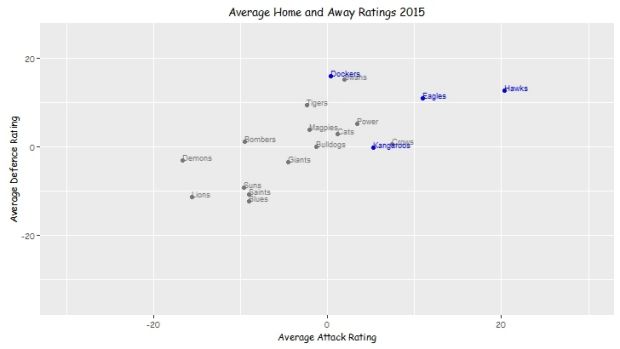 Average Home and Away Ratings 2015
Average Defence Rating
20
0
-20
Dockers
Swans
Hawks
Eagles
Tigers
Power
Magpies
Cats
Bombers
Crows
Bulldogs
Kangaroos
Demons
Giants
Suns
Saints
Lions
Blues
-20
0
20
Average Attack Rating